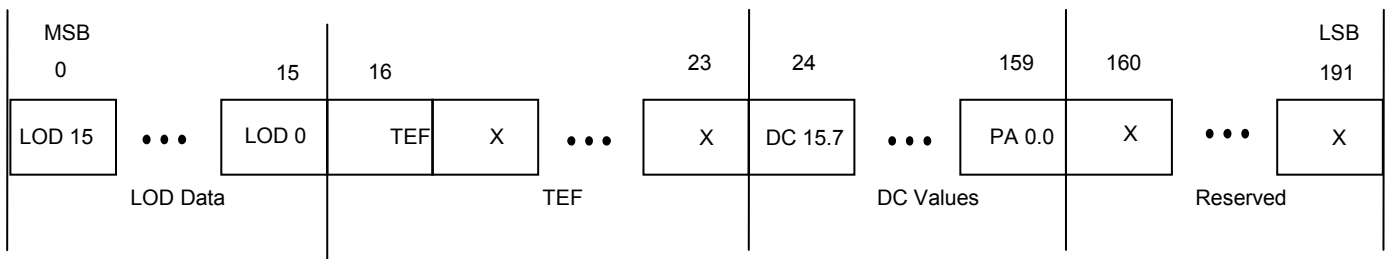 MSB LSB
0 15 16 23 24 159 160 191
LOD 15 ••• LOD 0 TEF X ••• X DC 15.7 ••• PA 0.0 X ••• X
LOD Data TEF DC Values Reserved